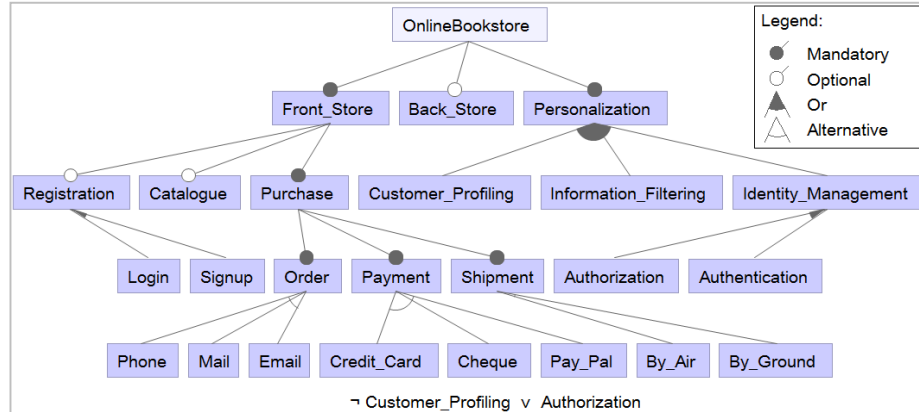 OnlineBookstore
Legend:
Mandatory
Optional
Or
Alternative
Front_Store
Back_Store
Personalization
Registration
Catalogue
Purchase
Customer_Profiling
Information_Filtering
Identity_Management
Login
Signup
Order
Payment
Shipment
Authorization
Authentication
Phone
Mail
Email
Credit_Card
Cheque
Pay_Pal
By_Air
By_Ground
¬ Customer_Profiling v Authorization